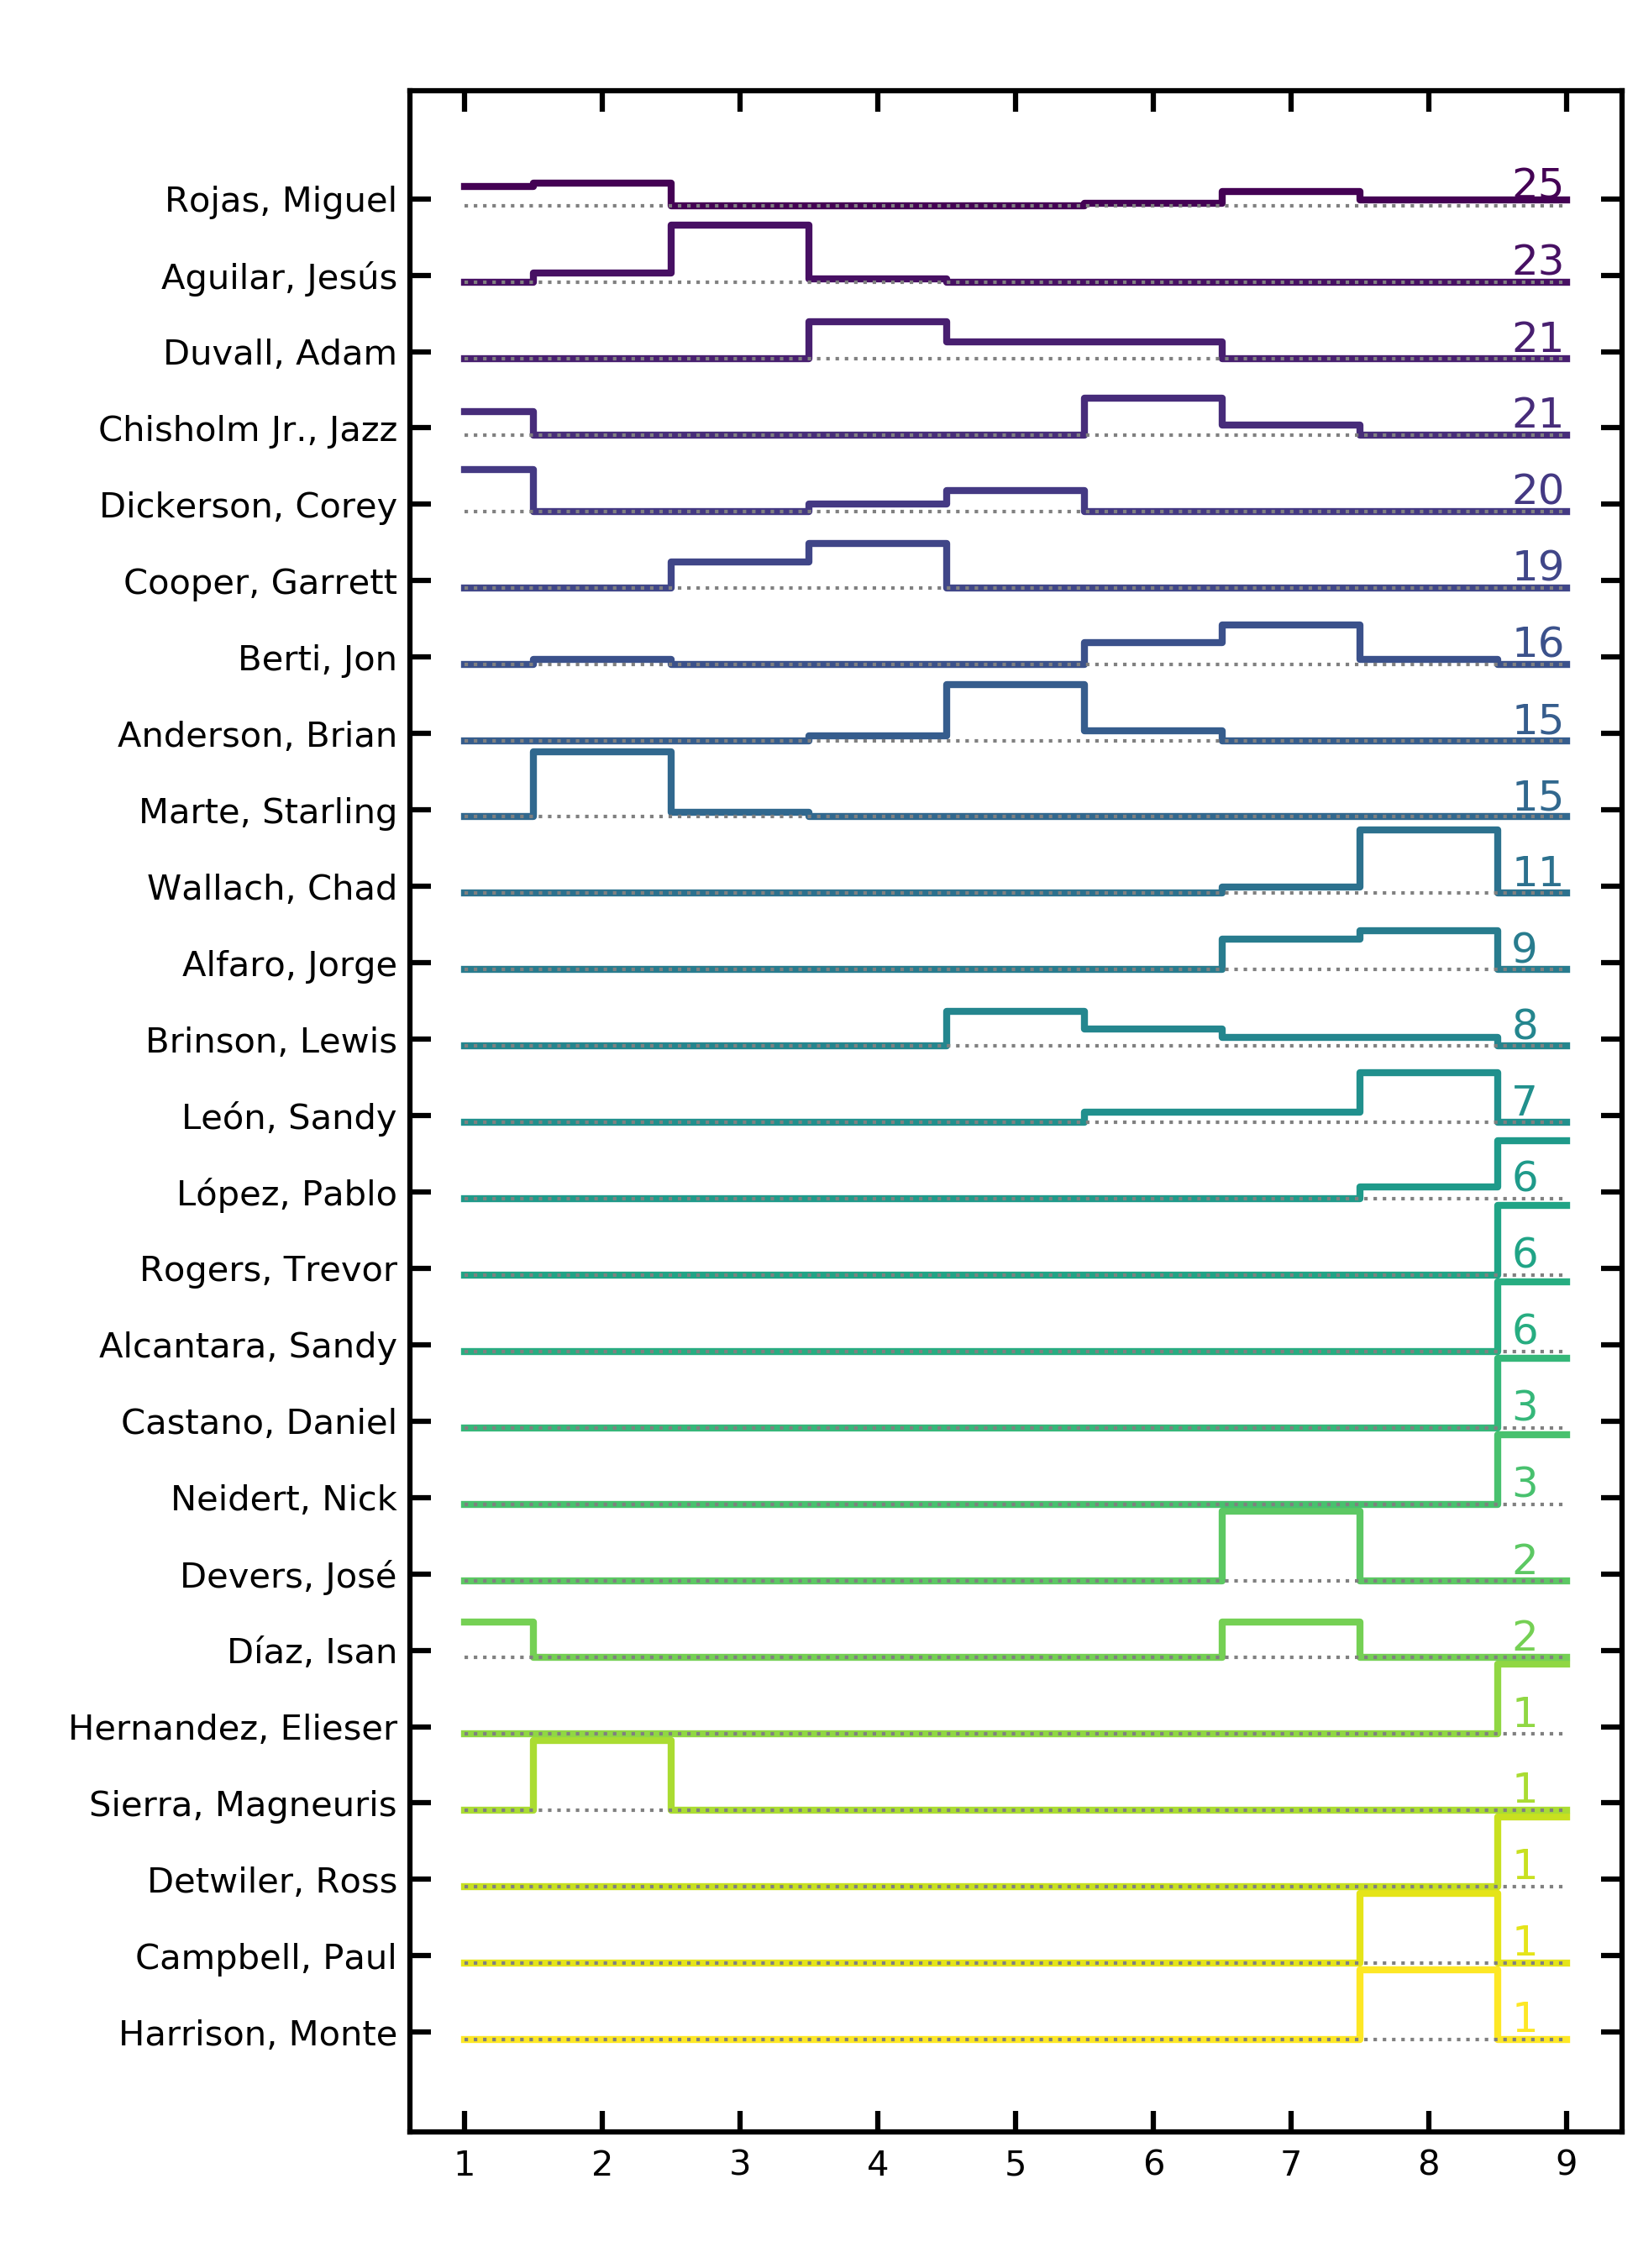 Rojas, Miguel 25
Aguilar, Jesús 23
Duvall, Adam 21
Chisholm Jr., Jazz 21
Dickerson, Corey 20
Cooper, Garrett 19
Berti, Jon 16
Anderson, Brian 15
Marte, Starling 15
Wallach, Chad 11
Alfaro, Jorge 9
Brinson, Lewis 8
León, Sandy 7
López, Pablo 6
Rogers, Trevor 6
Alcantara, Sandy 6
Castano, Daniel 3
Neidert, Nick 3
Devers, José 2
Díaz, Isan 2
Hernandez, Elieser 1
Sierra, Magneuris 1
Detwiler, Ross 1
Campbell, Paul 1
Harrison, Monte 1
1 2 3 4 5 6 7 8 9